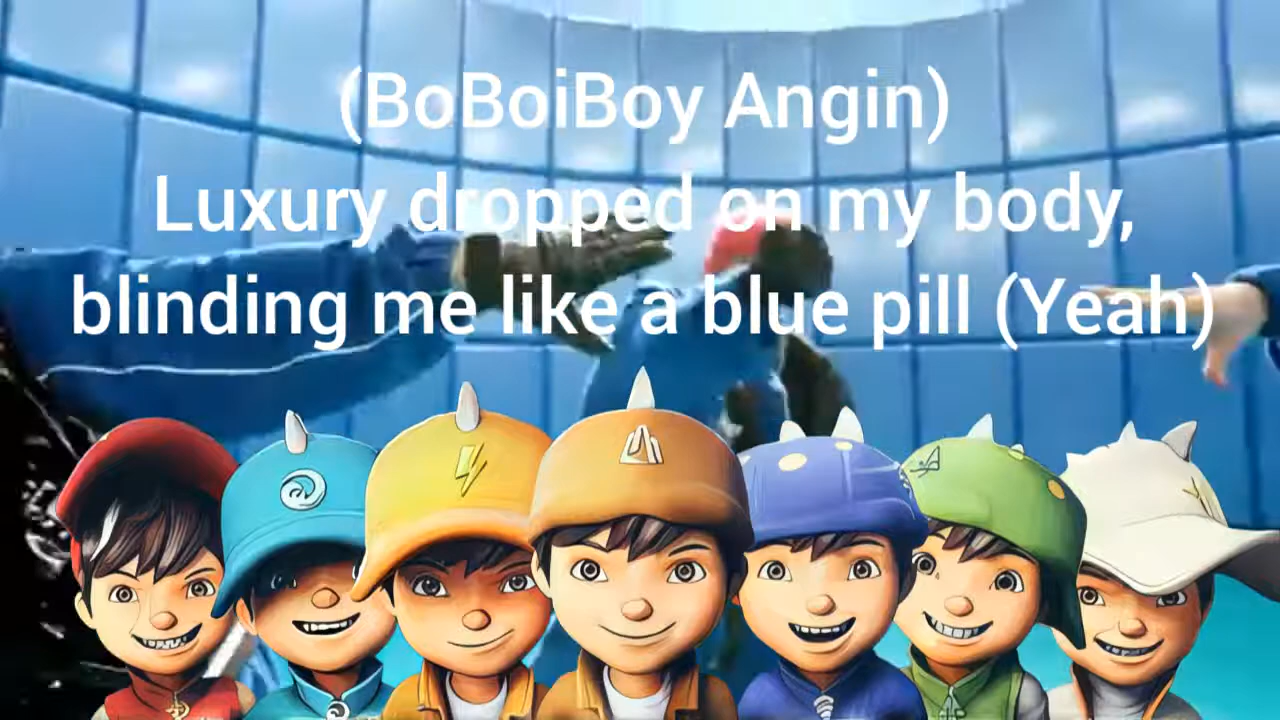 (BoBoiBoy Angin)
Luxury dropped on my body,
blinding me like a blue pill (Yeah)